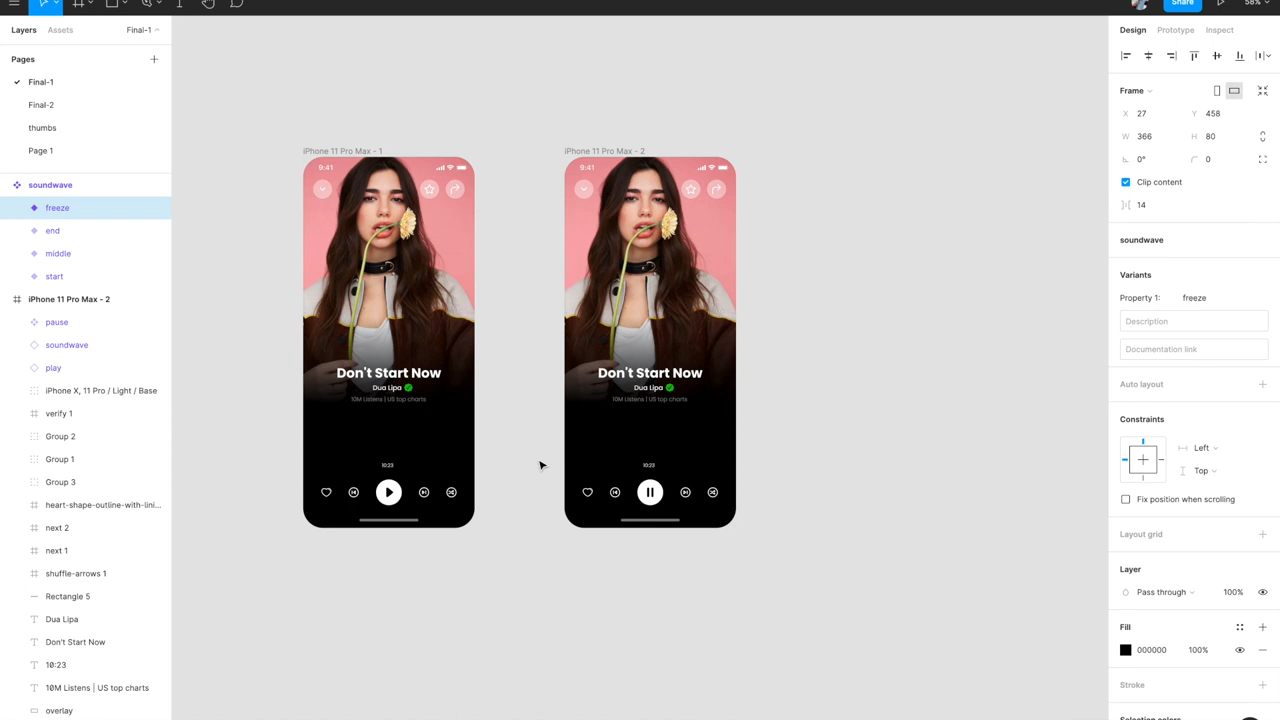 Share
58%
Layers
Assets
Final-1
Pages
Final-1
Final-2
thumbs
Page 1
soundwave
freeze
end
middle
start
iPhone 11 Pro Max - 2
pause
soundwave
play
iPhone X, 11 Pro / Light / Base
verify 1
Group 2
Group 1
Group 3
heart-shape-outline-with-lini...
next 2
next 1
shuffle-arrows 1
Rectangle 5
Dua Lipa
Don't Start Now
10:23
10M Listens | US top charts
overlay
iPhone 11 Pro Max - 1
9:41
Don't Start Now
Dua Lipa
10M Listens | US top charts
10:23
iPhone 11 Pro Max - 2
9:41
Don't Start Now
Dua Lipa
10M Listens | US top charts
10:23
Design
Prototype
Inspect
Frame
X 27 Y 458
W 366 H 80
0° 0
Clip content
14
soundwave
Variants
Property 1: freeze
Description
Documentation link
Auto layout
Constraints
Left
Top
Fix position when scrolling
Layout grid
Layer
Pass through 100%
Fill
000000 100%
Stroke
Selection colors